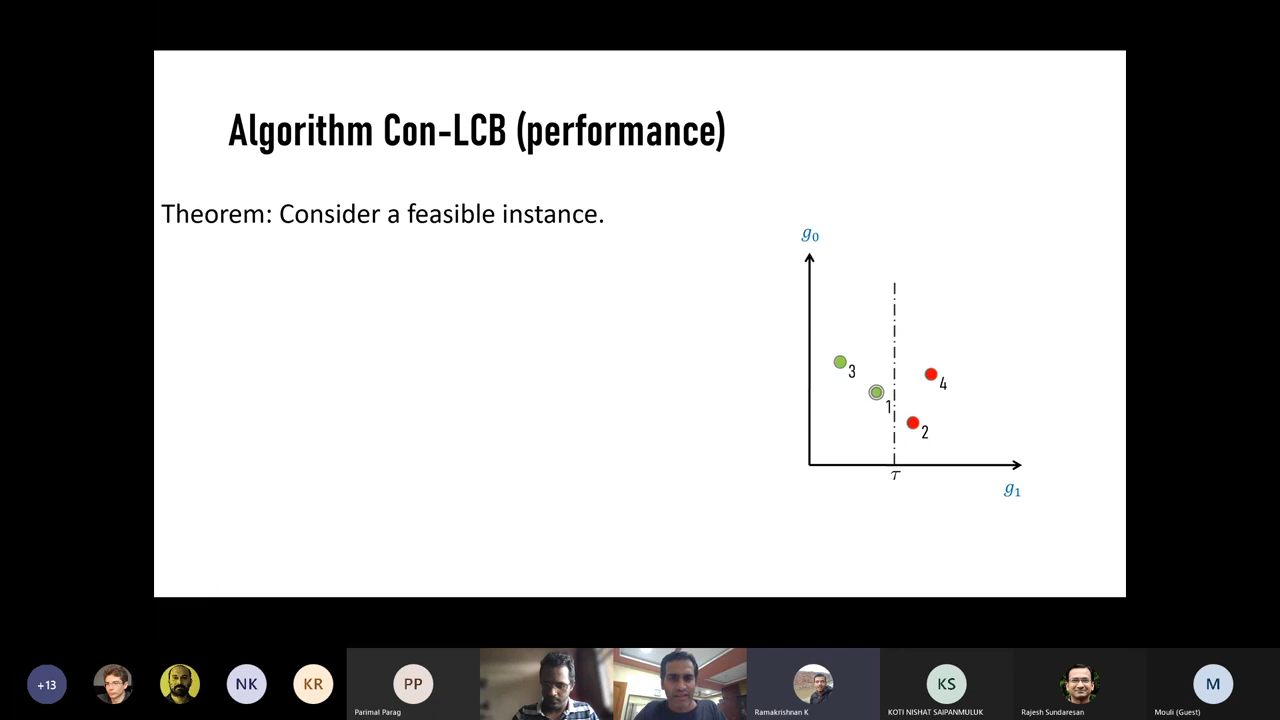 Algorithm Con-LCB (performance)
Theorem: Consider a feasible instance.
g₀
3
4
1
2
τ
g₁
+13
NK
KR
PP
KS
M
Parimal Parag
Ramakrishnan K
KOTI NISHAT SAIPANMULUK
Rajesh Sundaresan
Mouli (Guest)